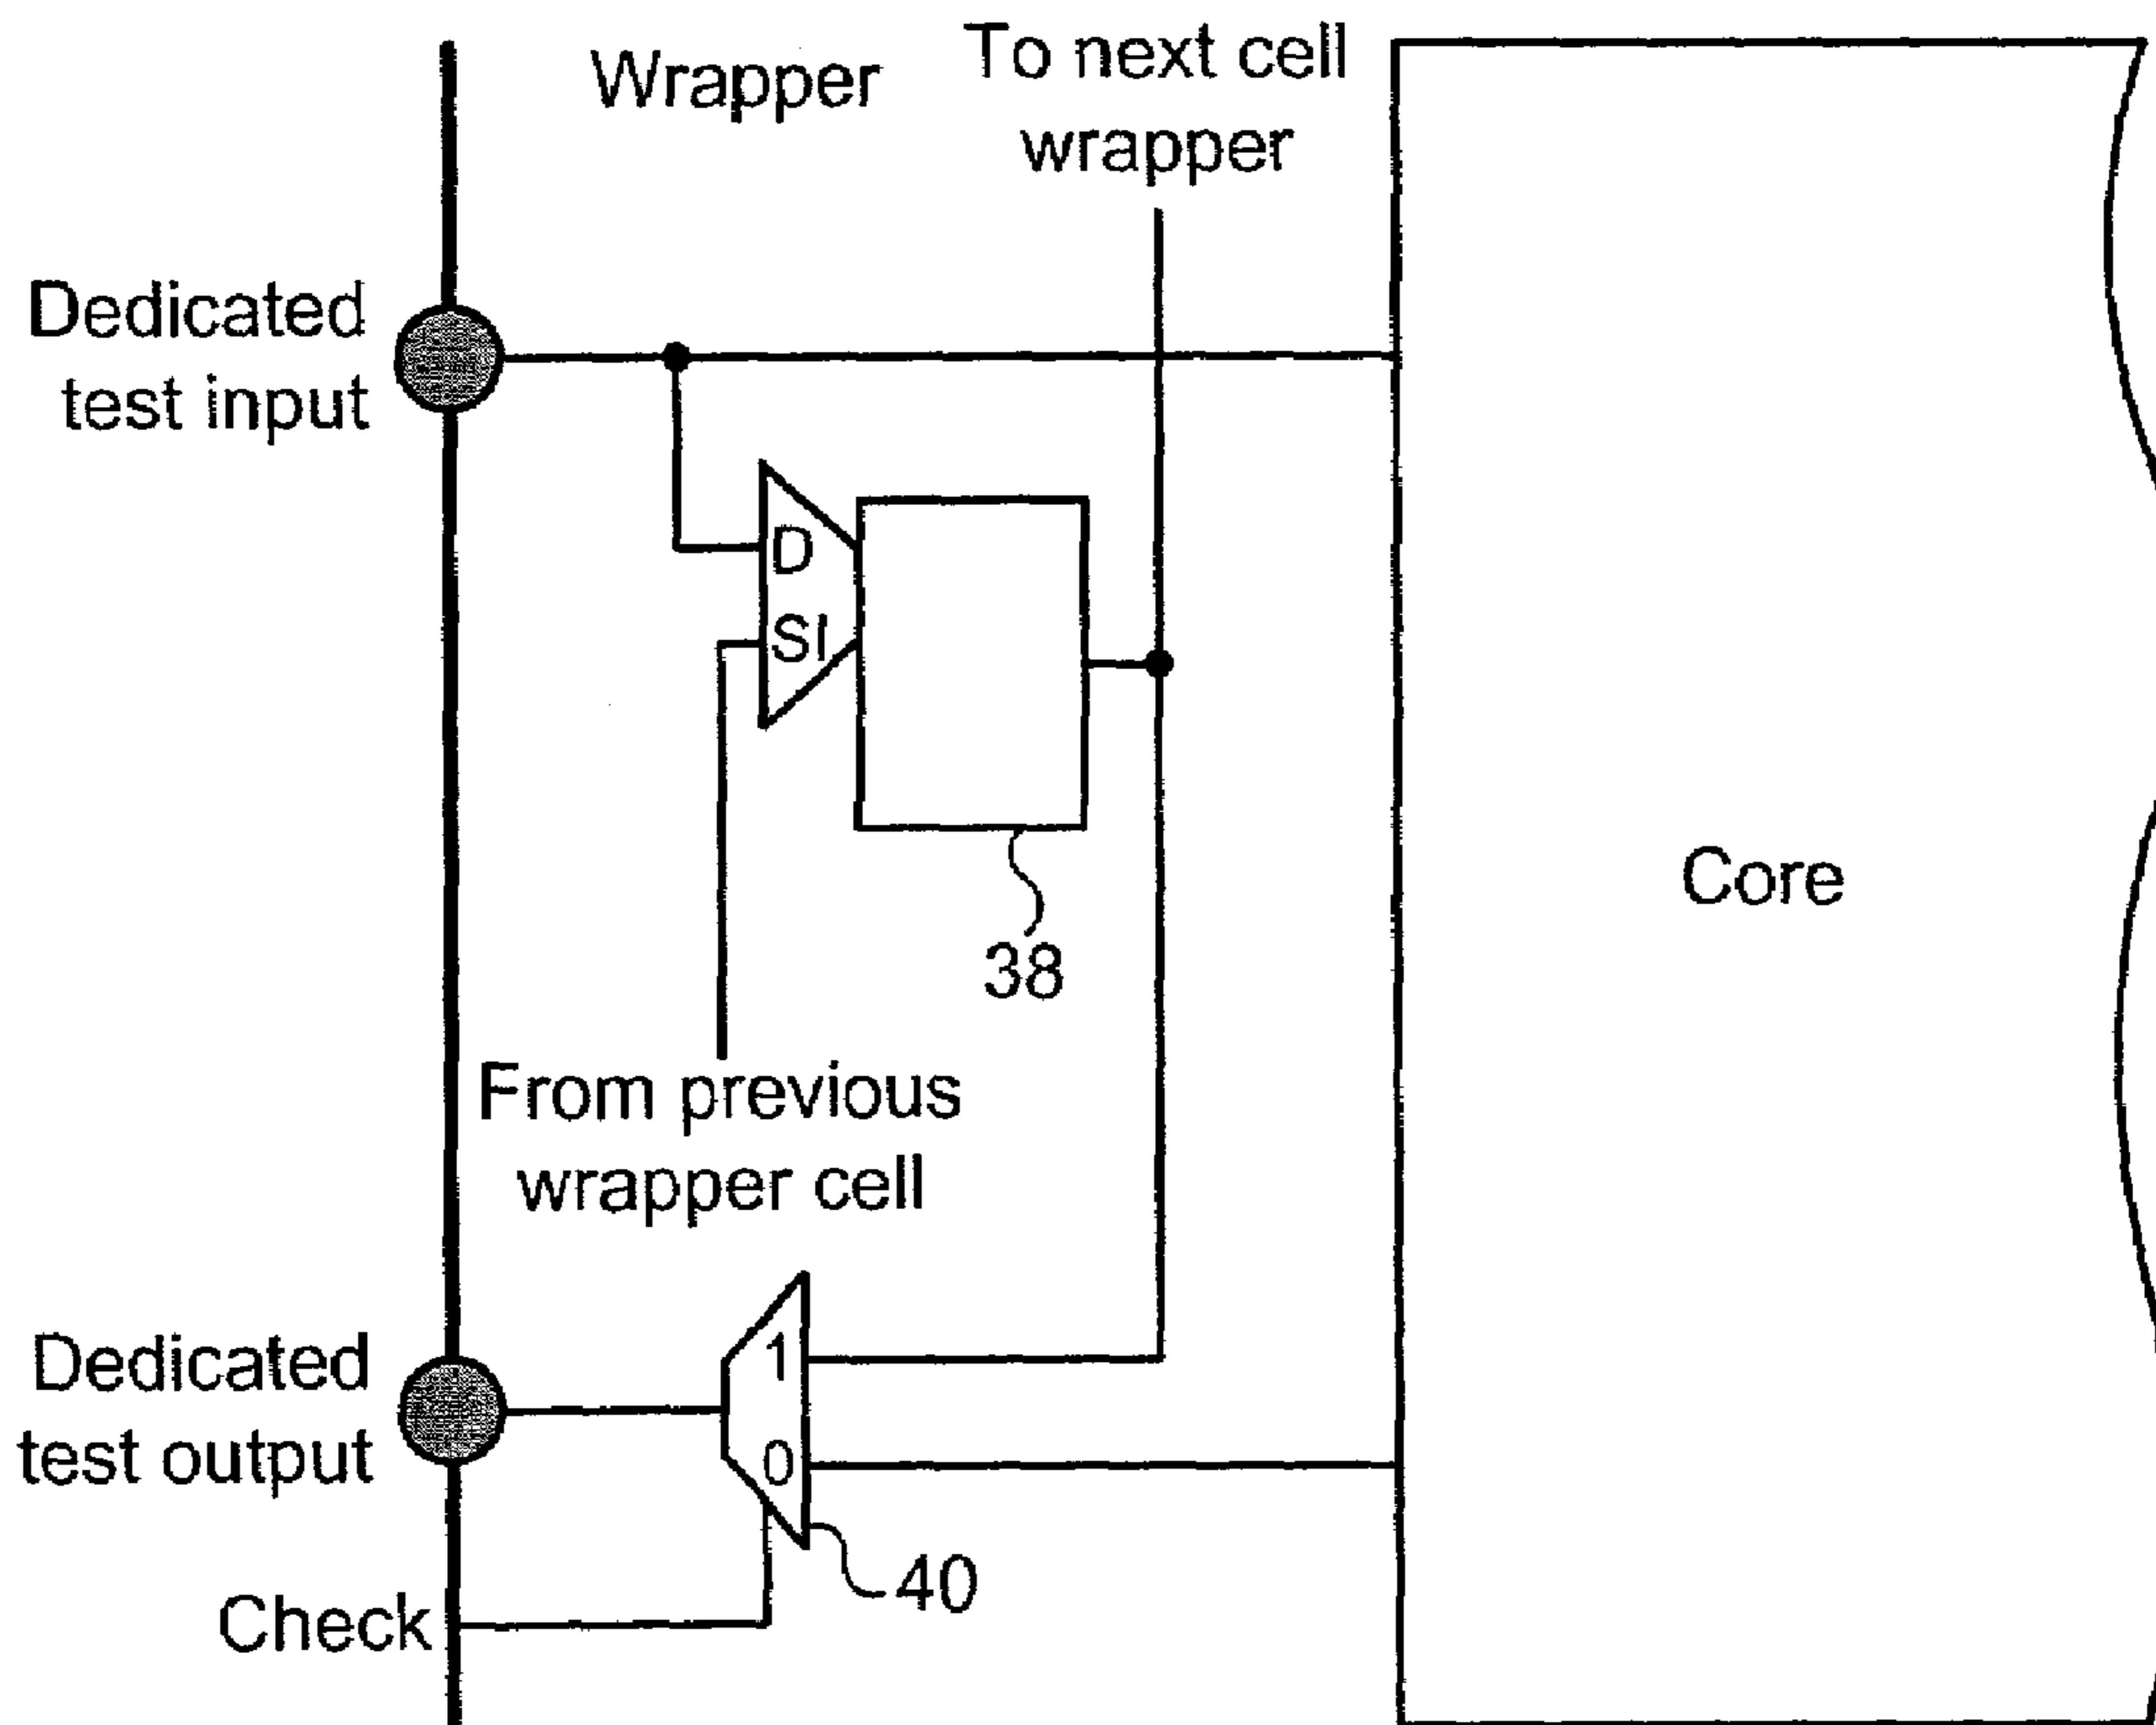 Wrapper
To next cell
wrapper
Dedicated
test input
D
SI
38
Core
From previous
wrapper cell
1
Dedicated
test output
0
40
Check